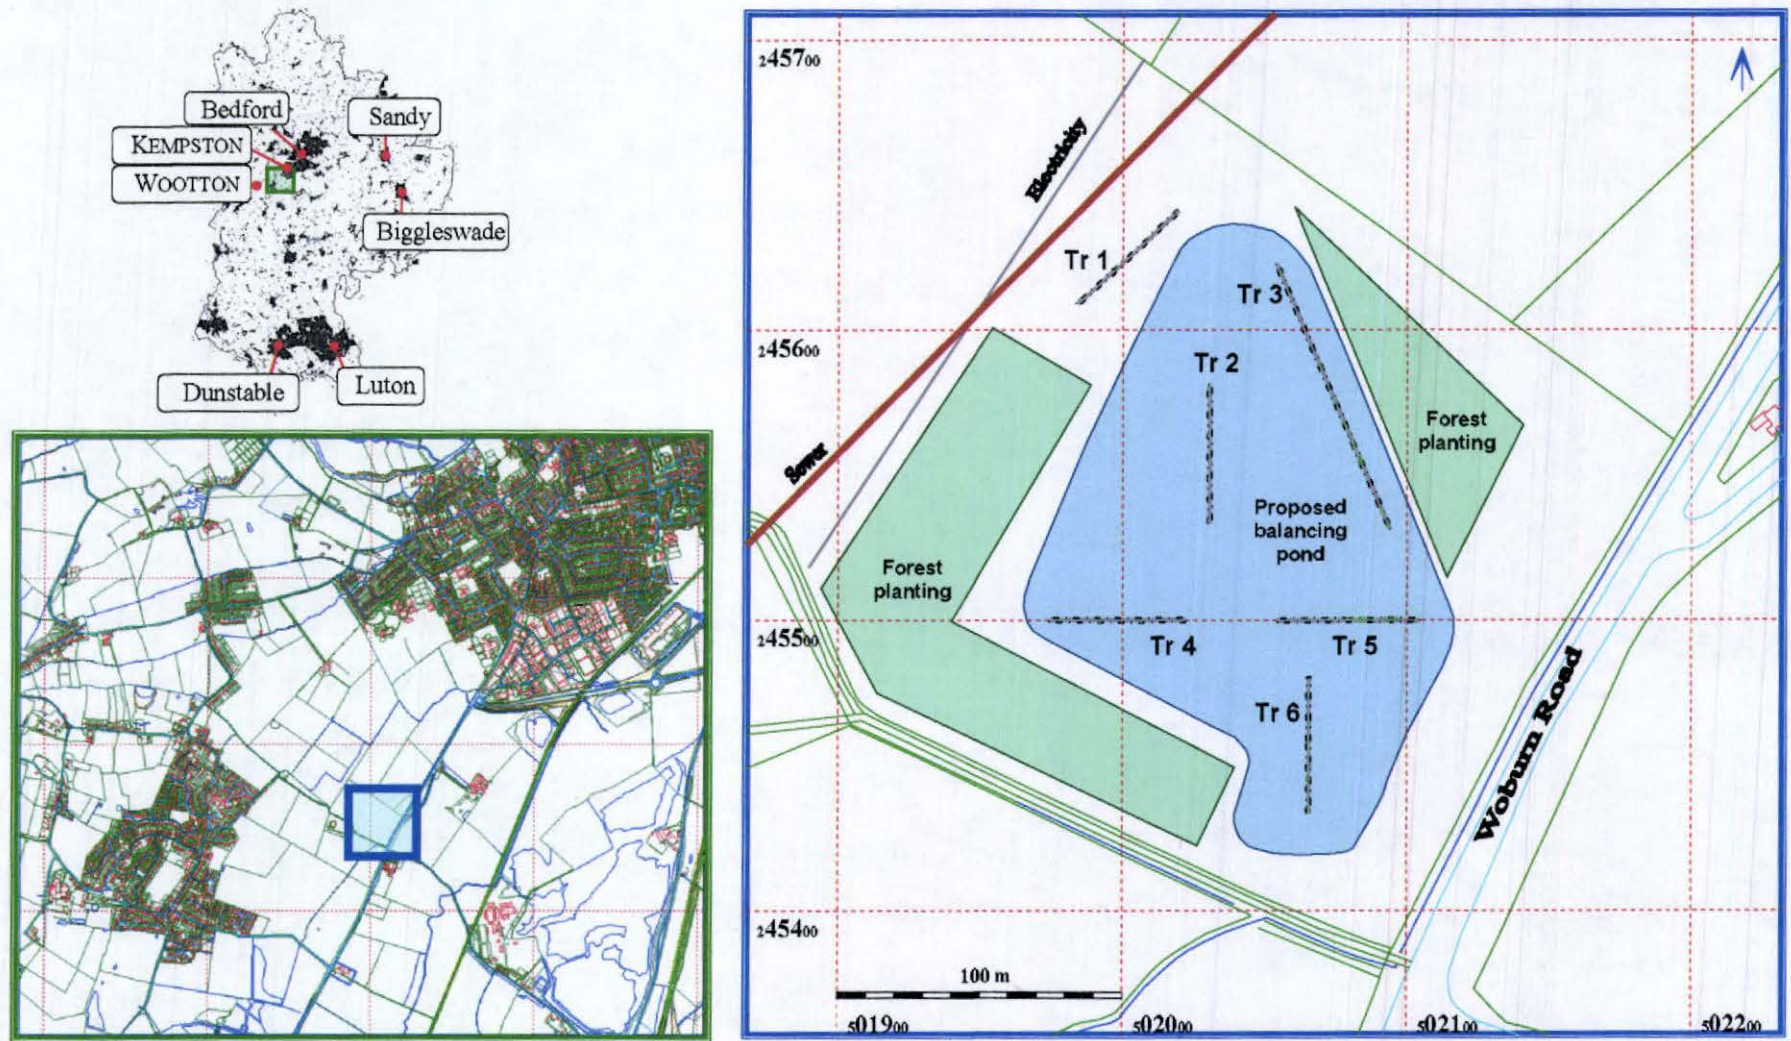 Bedford
Sandy
KEMPSTON
WOOTTON
Biggleswade
Dunstable
Luton
245700
Electricity
Tr 1
Tr 3
245600
Tr 2
Forest
planting
Sewer
Proposed
balancing
pond
Forest
planting
245500
Tr 4
Tr 5
Tr 6
Woburn Road
245400
100 m
501900
502000
502100
502200